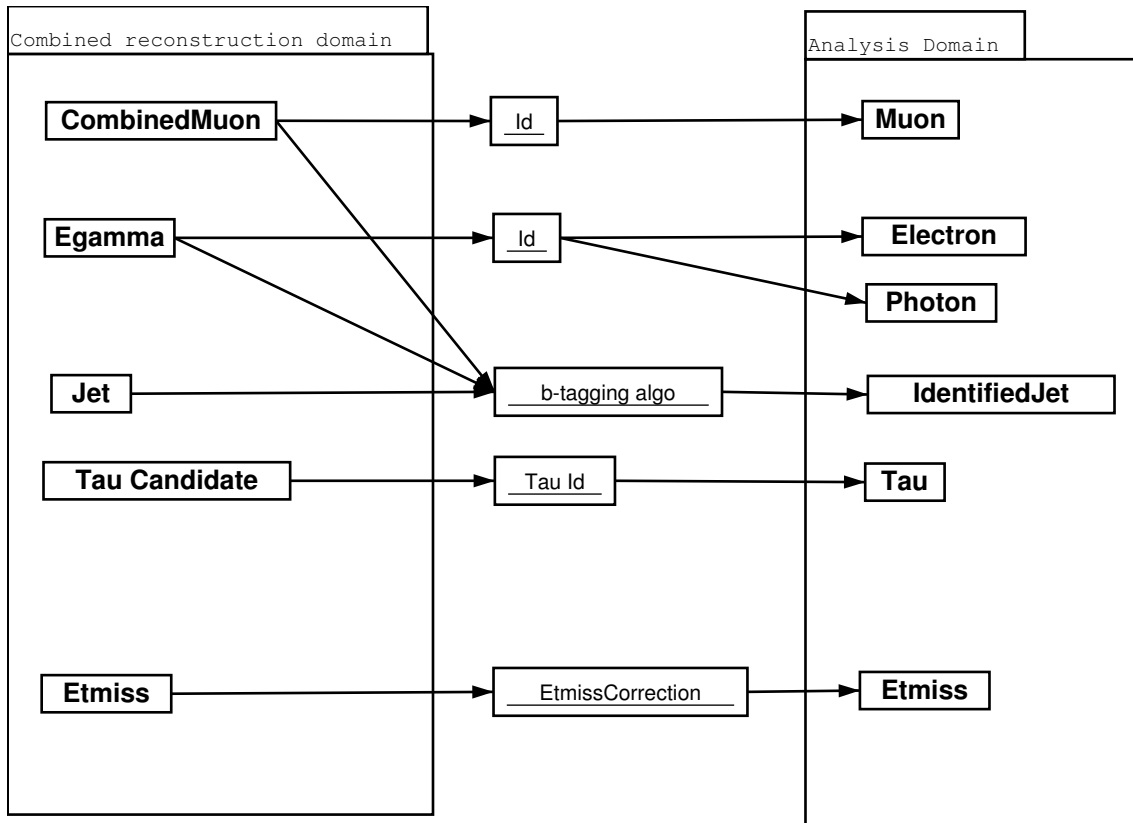 Combined reconstruction domain
Analysis Domain
CombinedMuon
Id
Muon
Egamma
Id
Electron
Photon
Jet
b-tagging algo
IdentifiedJet
Tau Candidate
Tau Id
Tau
Etmiss
EtmissCorrection
Etmiss